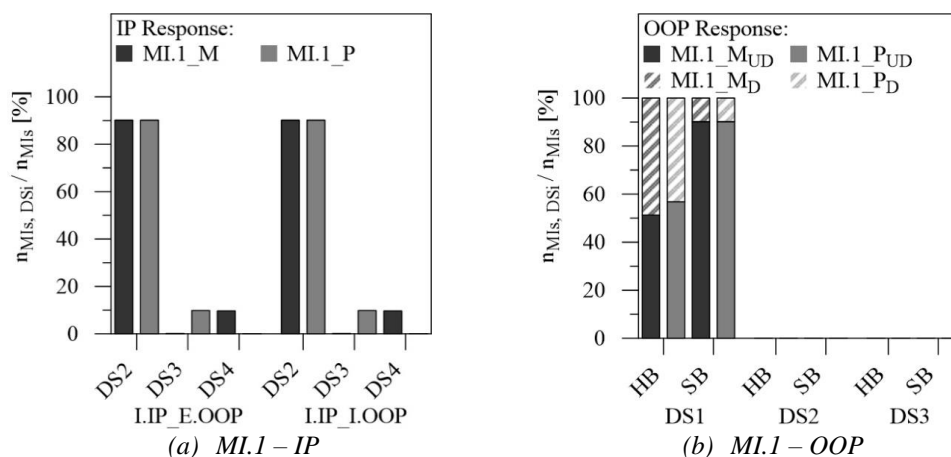 IP Response:
MI.1_M MI.1_P
n_MIs, DSi / n_MIs [%]
100
80
60
40
20
0
DS2 DS3 DS4 DS2 DS3 DS4
I.IP_E.OOP I.IP_I.OOP
(a) MI.1 – IP
OOP Response:
MI.1_M_UD MI.1_P_UD
MI.1_M_D MI.1_P_D
n_MIs, DSi / n_MIs [%]
100
80
60
40
20
0
HB SB HB SB HB SB
DS1 DS2 DS3
(b) MI.1 – OOP